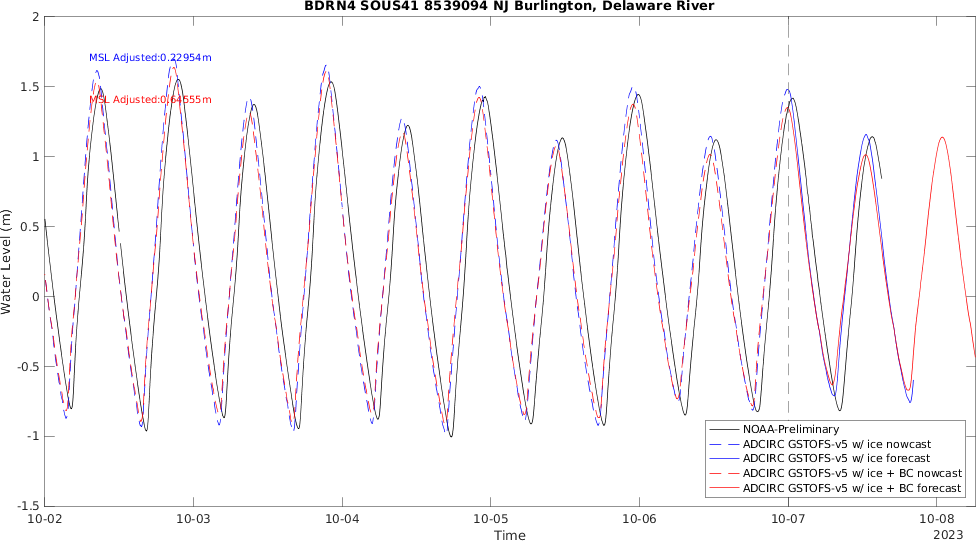 BDRN4 SOUS41 8539094 NJ Burlington, Delaware River
MSL Adjusted:0.22954m
MSL Adjusted:0.64555m
Water Level (m)
2
1.5
1
0.5
0
-0.5
-1
-1.5
NOAA-Preliminary
ADCIRC GSTOFS-v5 w/ ice nowcast
ADCIRC GSTOFS-v5 w/ ice forecast
ADCIRC GSTOFS-v5 w/ ice + BC nowcast
ADCIRC GSTOFS-v5 w/ ice + BC forecast
10-02 10-03 10-04 10-05 10-06 10-07 10-08
Time
2023